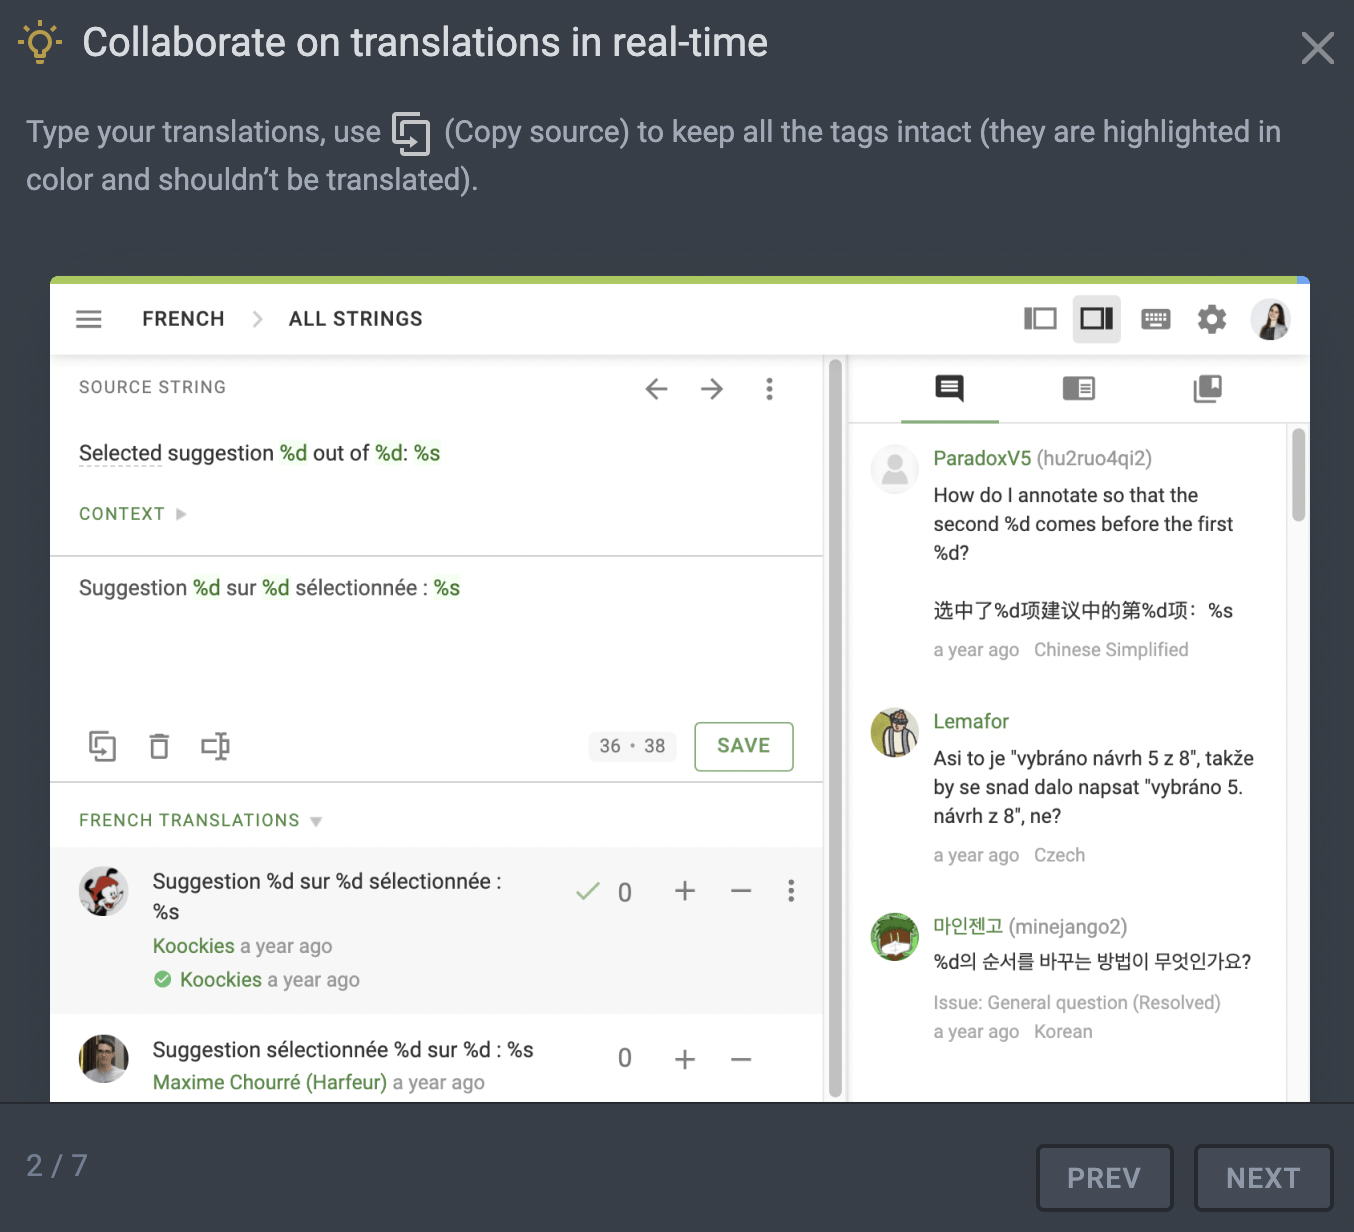 Collaborate on translations in real-time
Type your translations, use (Copy source) to keep all the tags intact (they are highlighted in
color and shouldn’t be translated).
FRENCH ALL STRINGS
SOURCE STRING
Selected suggestion %d out of %d: %s
CONTEXT
Suggestion %d sur %d sélectionnée : %s
36 • 38
SAVE
FRENCH TRANSLATIONS
Suggestion %d sur %d sélectionnée :
%s
0
Koockies a year ago
Koockies a year ago
Suggestion sélectionnée %d sur %d : %s
0
Maxime Chourré (Harfeur) a year ago
ParadoxV5 (hu2ruo4qi2)
How do I annotate so that the
second %d comes before the first
%d?
选中了%d项建议中的第%d项：%s
a year ago Chinese Simplified
Lemafor
Asi to je "vybráno návrh 5 z 8", takže
by se snad dalo napsat "vybráno 5.
návrh z 8", ne?
a year ago Czech
마인젠고 (minejango2)
%d의 순서를 바꾸는 방법이 무엇인가요?
Issue: General question (Resolved)
a year ago Korean
2 / 7
PREV
NEXT